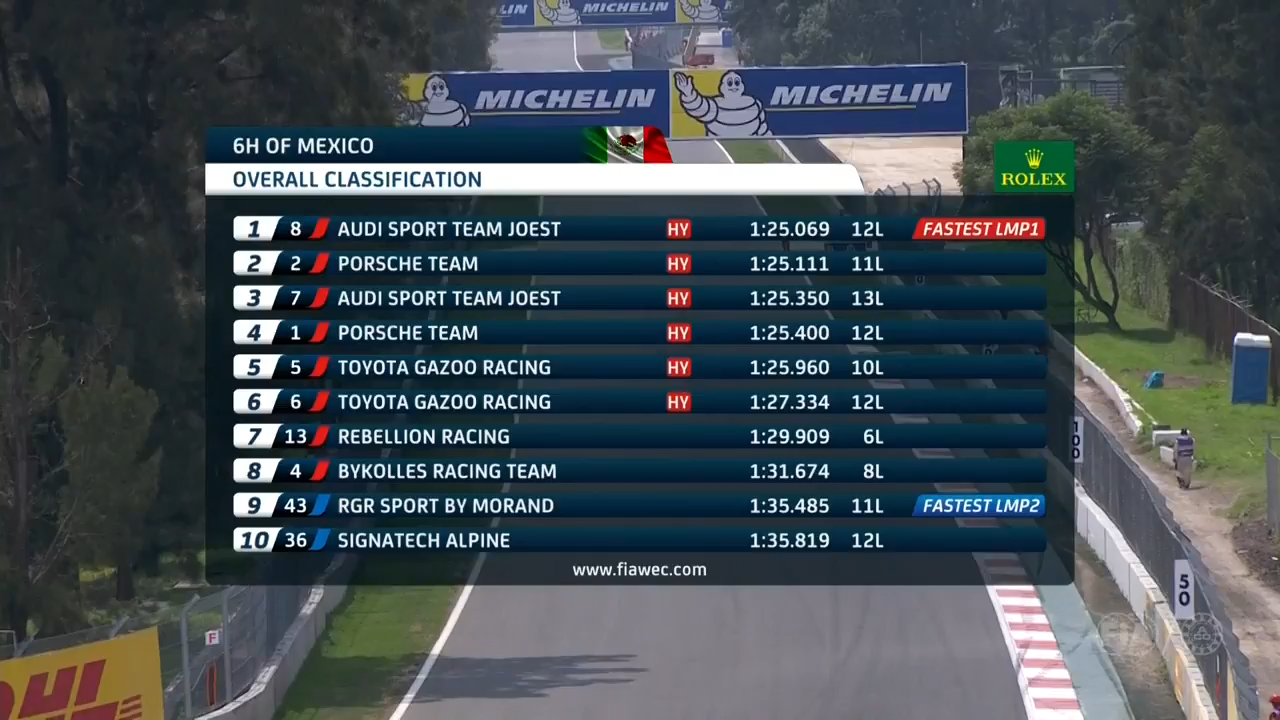 LIN MICHELIN
MICHELIN MICHELIN
6H OF MEXICO
OVERALL CLASSIFICATION
ROLEX
1 8 AUDI SPORT TEAM JOEST HY 1:25.069 12L FASTEST LMP1
2 2 PORSCHE TEAM HY 1:25.111 11L
3 7 AUDI SPORT TEAM JOEST HY 1:25.350 13L
4 1 PORSCHE TEAM HY 1:25.400 12L
5 5 TOYOTA GAZOO RACING HY 1:25.960 10L
6 6 TOYOTA GAZOO RACING HY 1:27.334 12L
7 13 REBELLION RACING 1:29.909 6L
8 4 BYKOLLES RACING TEAM 1:31.674 8L
9 43 RGR SPORT BY MORAND 1:35.485 11L FASTEST LMP2
10 36 SIGNATECH ALPINE 1:35.819 12L
www.fiawec.com
100
50
F
DHL